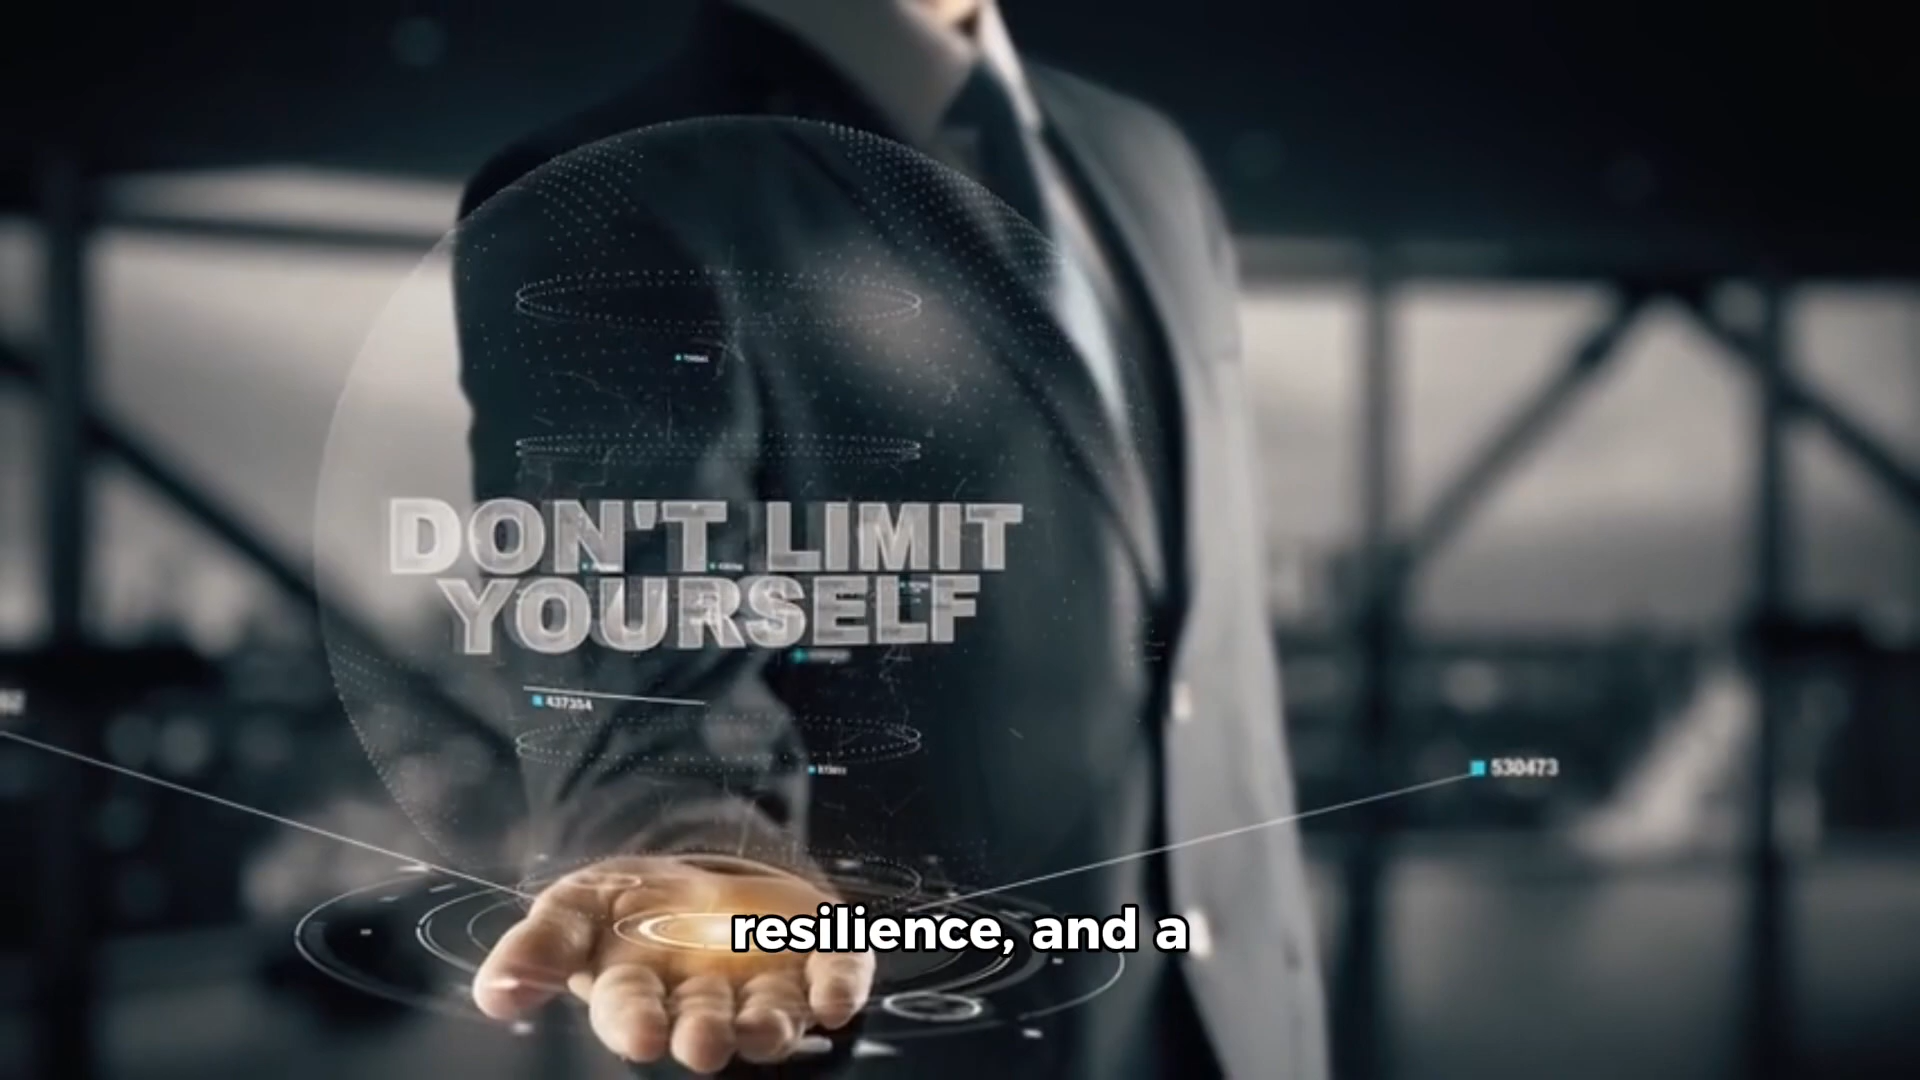 DON'T LIMIT
YOURSELF
437354
530473
resilience, and a